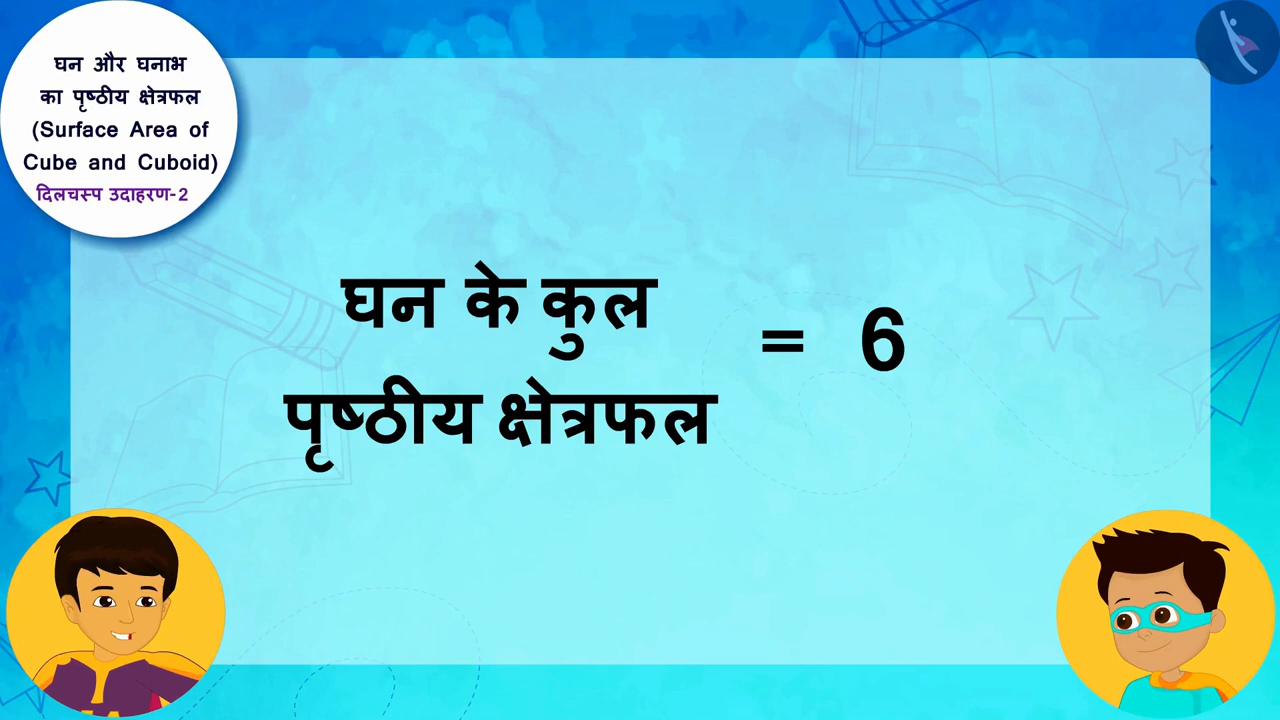 घन और घनाभ
का पृष्ठीय क्षेत्रफल
(Surface Area of
Cube and Cuboid)
दिलचस्प उदाहरण-2
घन के कुल
पृष्ठीय क्षेत्रफल
= 6